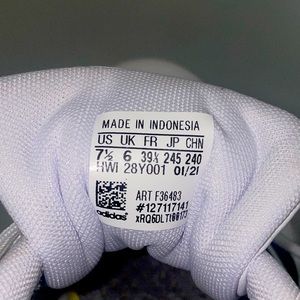 MADE IN INDONESIA
US UK FR JP CHN
7½ 6 39⅓ 245 240
HWI 28Y001 01/21
ART F36483
#127117141
adidas